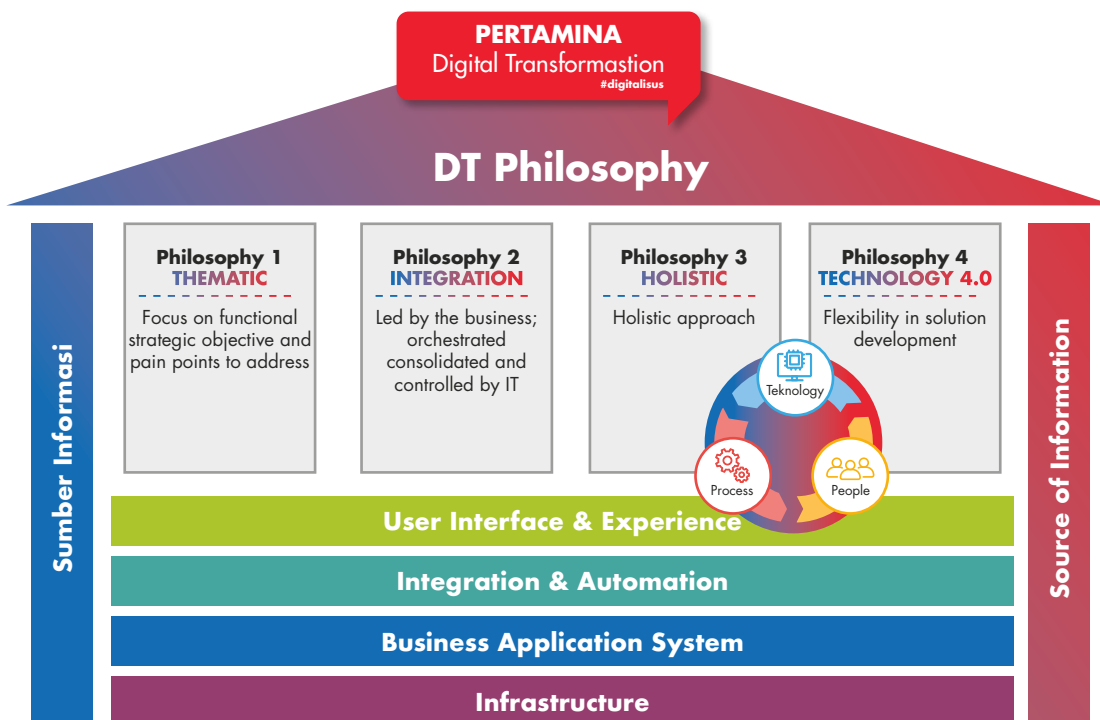 PERTAMINA
Digital Transformastion
#digitalisus
DT Philosophy
Sumber Informasi
Philosophy 1
THEMATIC
Focus on functional
strategic objective and
pain points to address
Philosophy 2
INTEGRATION
Led by the business;
orchestrated
consolidated and
controlled by IT
Philosophy 3
HOLISTIC
Holistic approach
Philosophy 4
TECHNOLOGY 4.0
Flexibility in solution
development
Teknology
Process
People
Source of Information
User Interface & Experience
Integration & Automation
Business Application System
Infrastructure